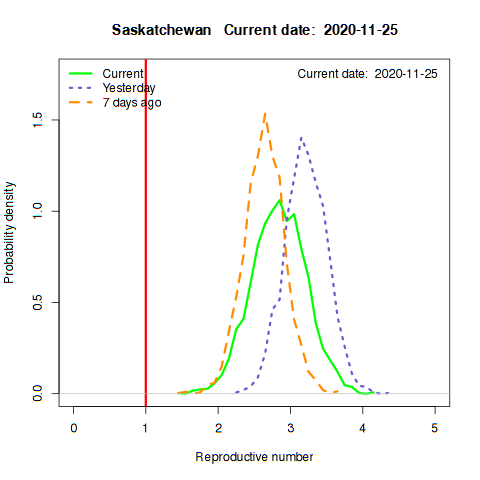 Saskatchewan Current date: 2020-11-25
Current
Yesterday
7 days ago
Current date: 2020-11-25
Probability density
1.5
1.0
0.5
0.0
0 1 2 3 4 5
Reproductive number